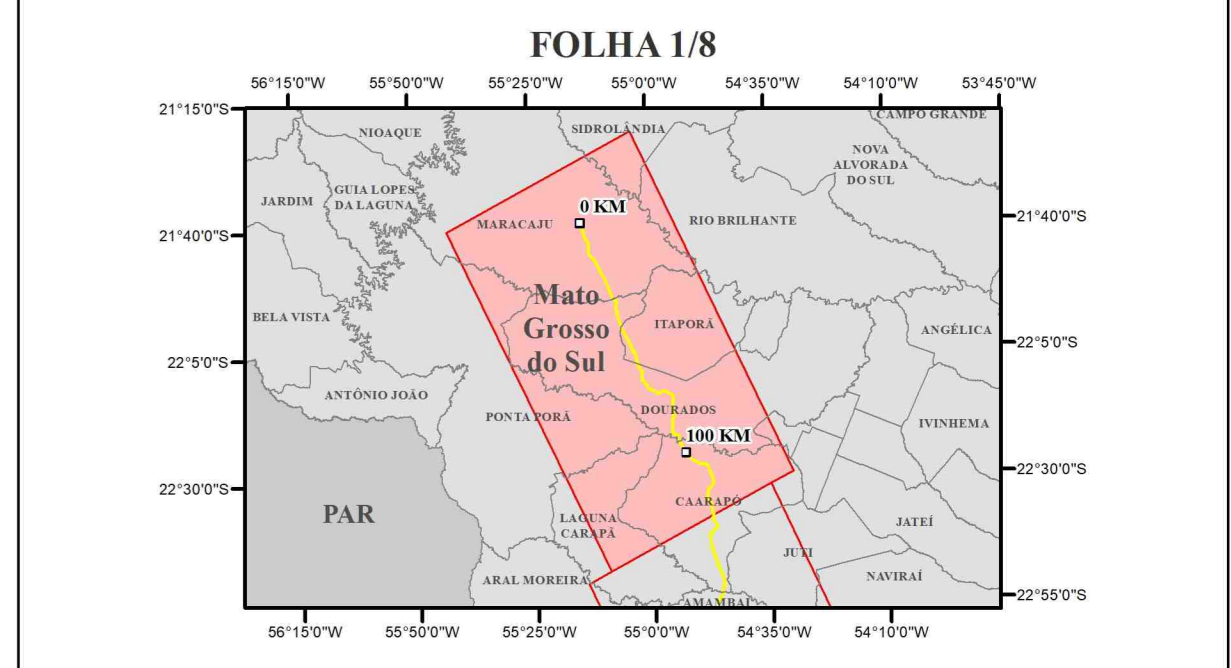 FOLHA 1/8
56°15'0"W
55°50'0"W
55°25'0"W
55°0'0"W
54°35'0"W
54°10'0"W
53°45'0"W
21°15'0"S
CAMPO GRANDE
SIDROLÂNDIA
NIOAQUE
NOVA
ALVORADA
DO SUL
GUIA LOPES
DA LAGUNA
JARDIM
0 KM
MARACAJU
RIO BRILHANTE
21°40'0"S
21°40'0"S
Mato
Grosso
do Sul
BELA VISTA
ITAPORÃ
ANGÉLICA
22°5'0"S
22°5'0"S
ANTÔNIO JOÃO
PONTA PORÃ
DOURADOS
IVINHEMA
100 KM
22°30'0"S
22°30'0"S
PAR
CAARAPÓ
LAGUNA
CARAPÃ
JATEÍ
JUTI
ARAL MOREIRA
NAVIRAÍ
AMAMBAI
22°55'0"S
56°15'0"W
55°50'0"W
55°25'0"W
55°0'0"W
54°35'0"W
54°10'0"W